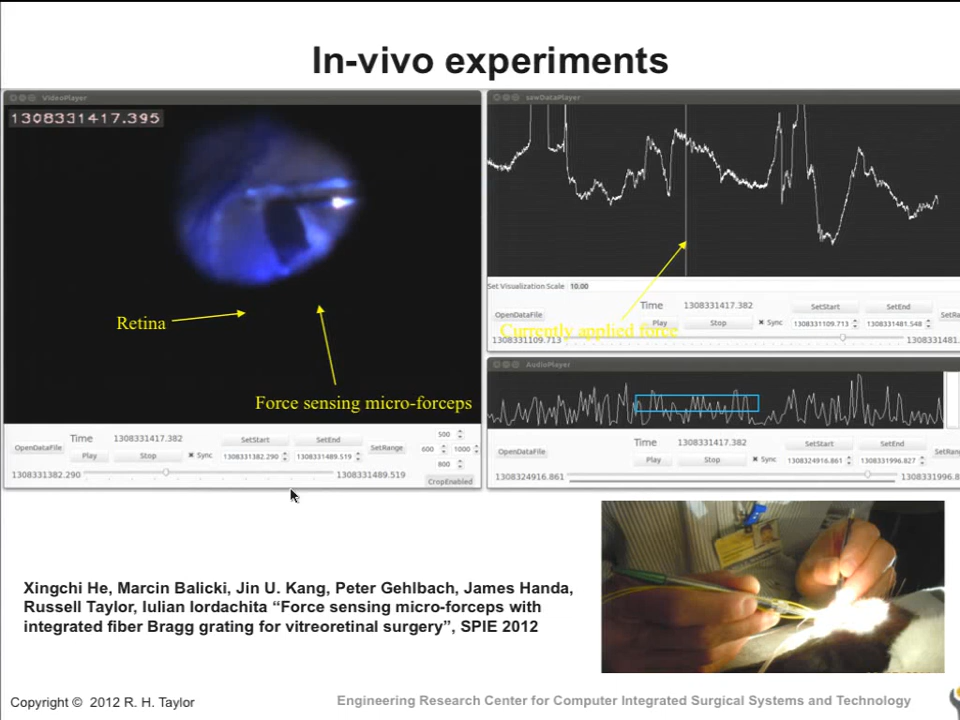 In-vivo experiments
VideoPlayer
1308331417.395
Retina
Force sensing micro-forceps
OpenDataFile
Time 1308331417.382
Play Stop Sync
SetStart SetEnd
1308331382.290 1308331489.519
SetRange
500
600 1000
800
CropEnabled
1308331382.290 1308331489.519
sawDataPlayer
Set Visualization Scale 10.00
Currently applied force
OpenDataFile
Time 1308331417.382
Play Stop Sync
SetStart SetEnd
1308331109.713 1308331481.548
SetRa
1308331109.713 1308331481.
AudioPlayer
OpenDataFile
Time 1308331417.382
Play Stop Sync
SetStart SetEnd
1308324916.861 1308331996.827
SetRan
1308324916.861 1308331996.8
Xingchi He, Marcin Balicki, Jin U. Kang, Peter Gehlbach, James Handa,
Russell Taylor, Iulian Iordachita “Force sensing micro-forceps with
integrated fiber Bragg grating for vitreoretinal surgery”, SPIE 2012
Copyright © 2012 R. H. Taylor
Engineering Research Center for Computer Integrated Surgical Systems and Technology